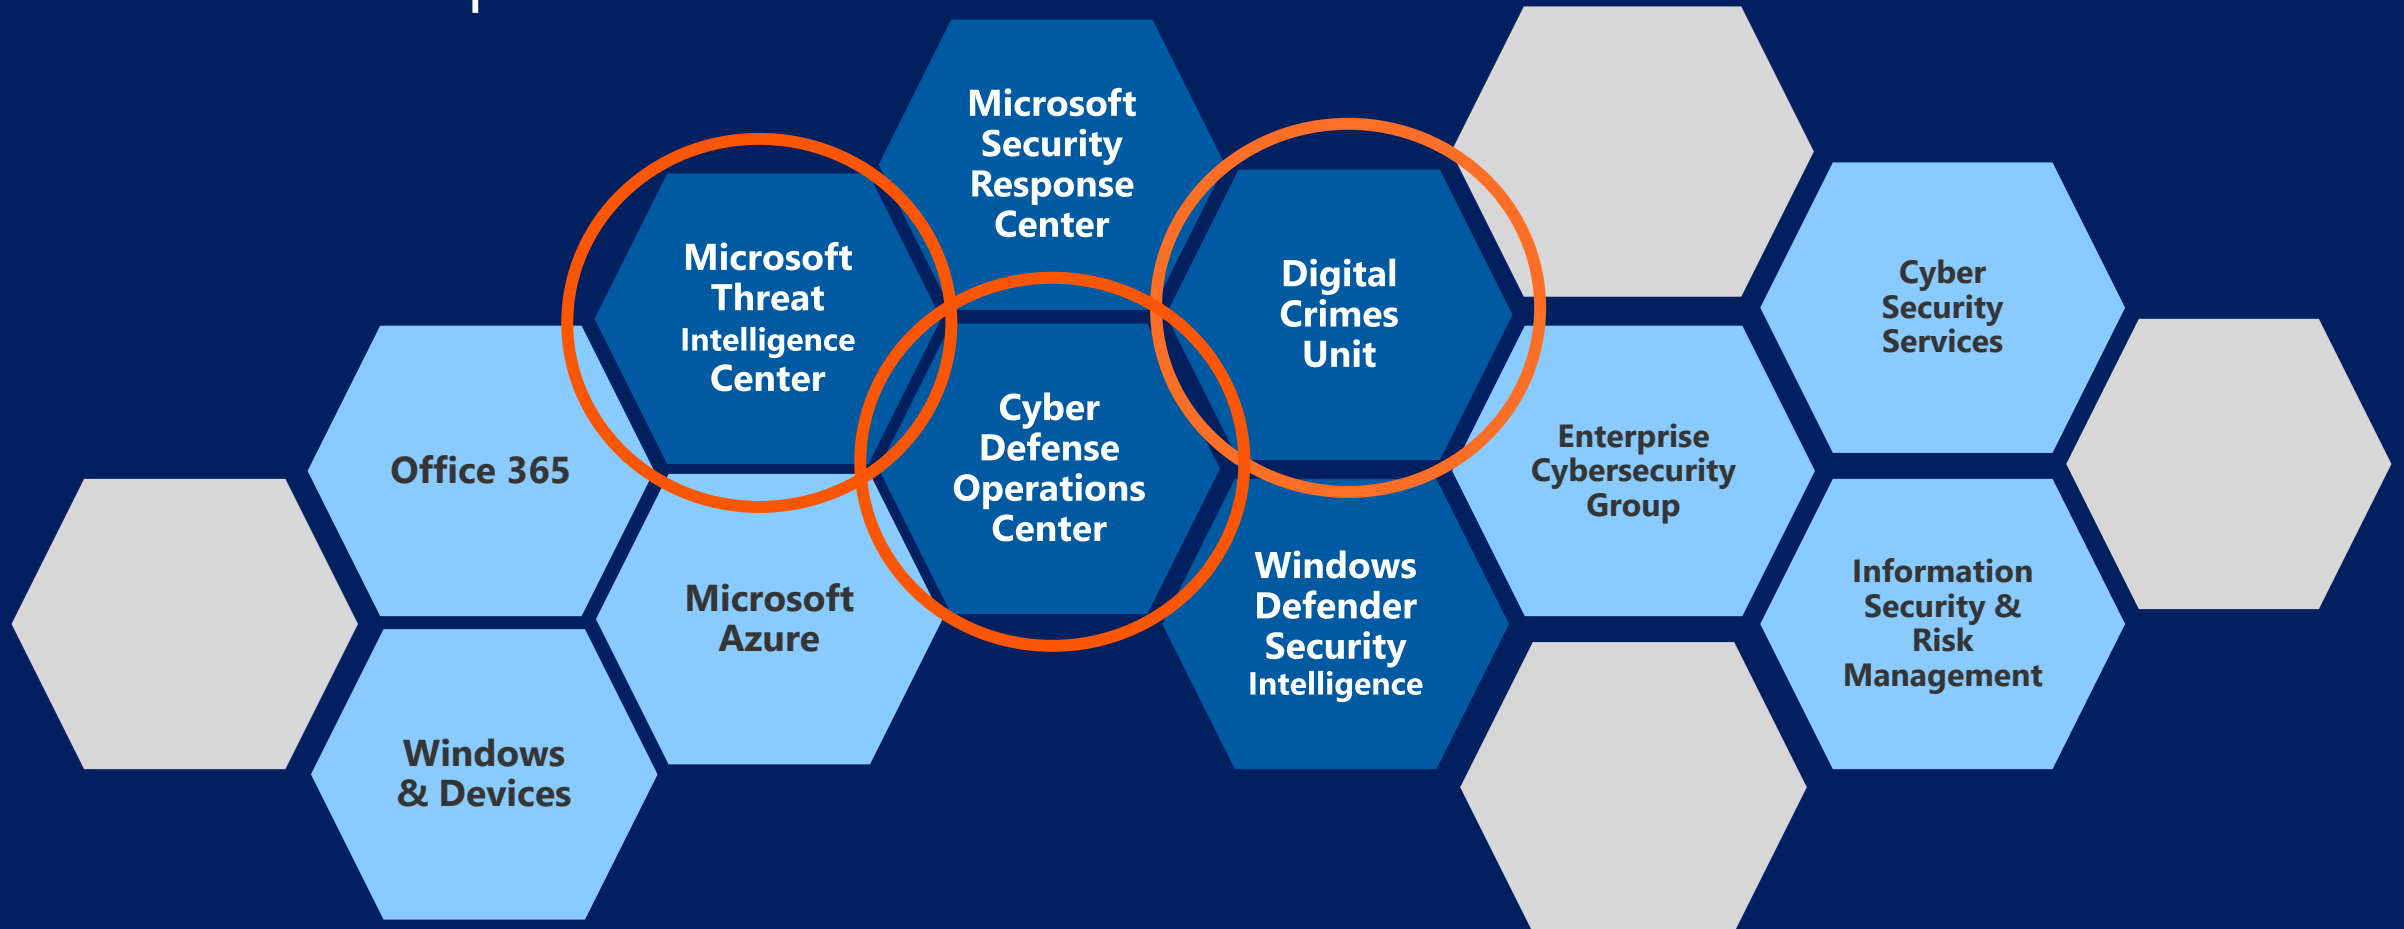 Microsoft
Security
Response
Center
Microsoft
Threat
Intelligence
Center
Digital
Crimes
Unit
Cyber
Security
Services
Office 365
Cyber
Defense
Operations
Center
Enterprise
Cybersecurity
Group
Microsoft
Azure
Windows
Defender
Security
Intelligence
Information
Security &
Risk
Management
Windows
& Devices